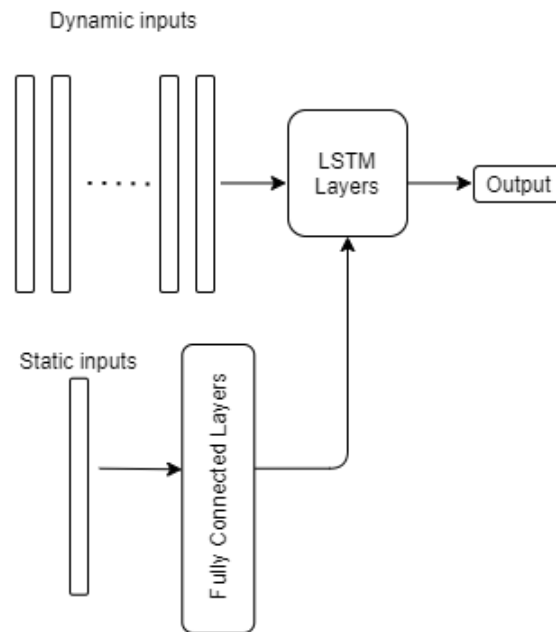 Dynamic inputs
LSTM
Layers
Output
Static inputs
Fully Connected Layers